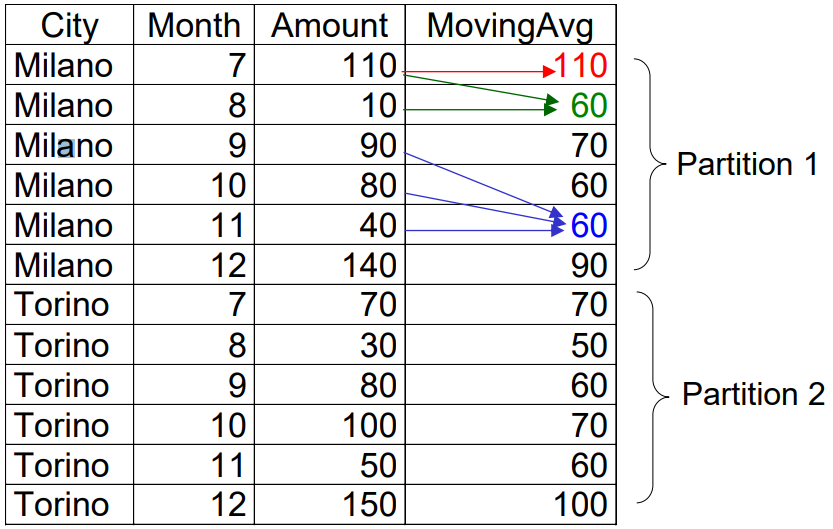 City Month Amount MovingAvg
Milano 7 110 110
Milano 8 10 60
Milano 9 90 70
Milano 10 80 60
Milano 11 40 60
Milano 12 140 90
Torino 7 70 70
Torino 8 30 50
Torino 9 80 60
Torino 10 100 70
Torino 11 50 60
Torino 12 150 100
Partition 1
Partition 2